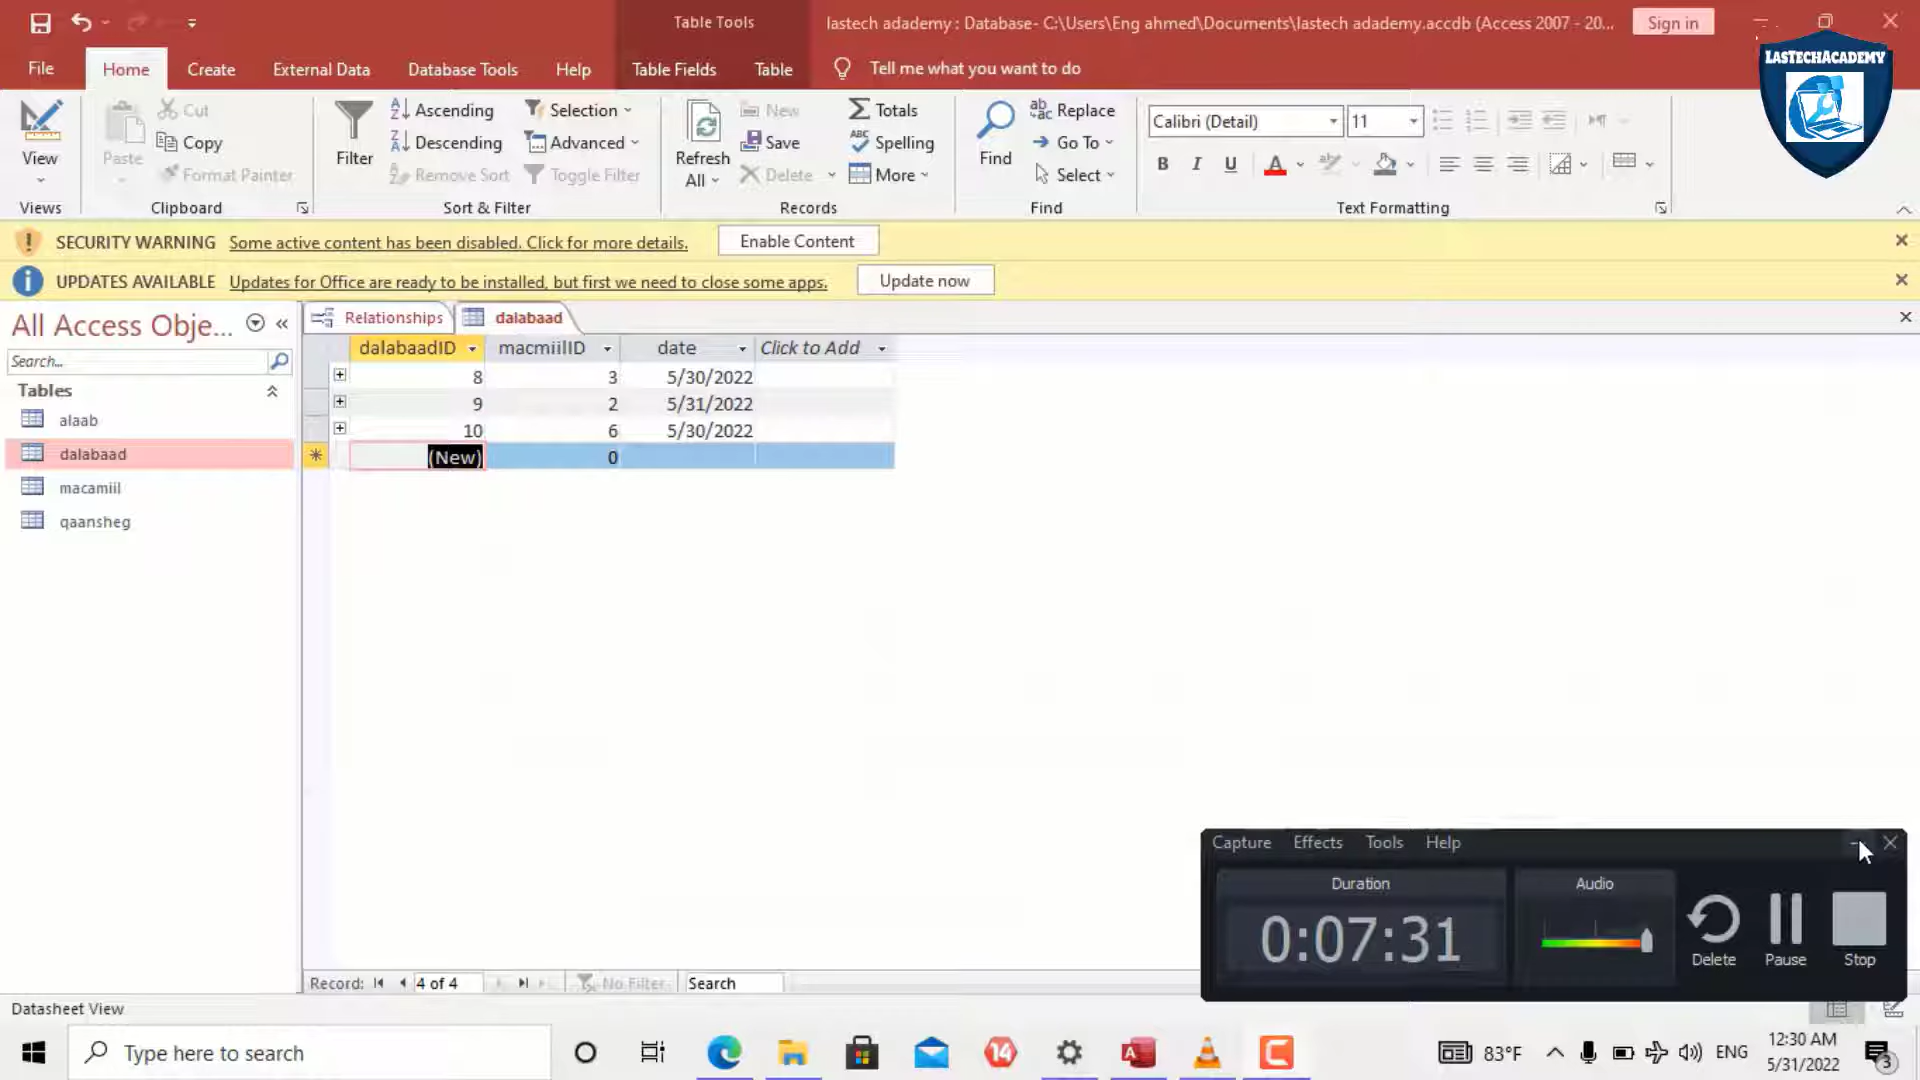 Table Tools
lastech adademy : Database- C:\Users\Eng ahmed\Documents\lastech adademy.accdb (Access 2007 - 20...
Sign in
File
Home
Create
External Data
Database Tools
Help
Table Fields
Table
Tell me what you want to do
LASTECHACADEMY
View
Views
Paste
Cut
Copy
Format Painter
Clipboard
Filter
Ascending
Descending
Remove Sort
Selection
Advanced
Toggle Filter
Sort & Filter
Refresh
All
New
Save
Delete
Totals
Spelling
More
Records
Find
Replace
Go To
Select
Find
Calibri (Detail)
11
B I U A
Text Formatting
SECURITY WARNING Some active content has been disabled. Click for more details. Enable Content
UPDATES AVAILABLE Updates for Office are ready to be installed, but first we need to close some apps. Update now
All Access Obje...
Search...
Tables
alaab
dalabaad
macamiil
qaansheg
Relationships
dalabaad
dalabaadID macmiilID date Click to Add
8 3 5/30/2022
9 2 5/31/2022
10 6 5/30/2022
(New) 0
Record: 4 of 4 No Filter Search
Datasheet View
Capture Effects Tools Help
Duration
0:07:31
Audio
Delete
Pause
Stop
Type here to search
14
83°F
ENG
12:30 AM
5/31/2022
3